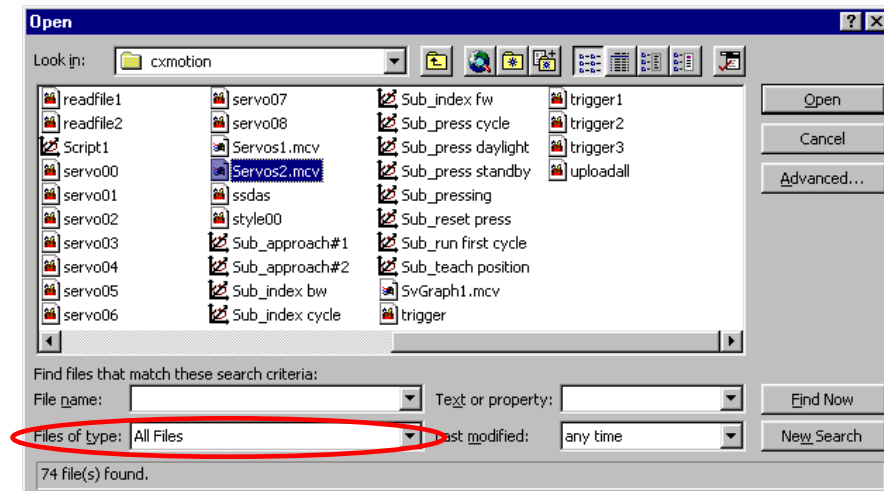 Open
Look in: cxmotion
readfile1 servo07 Sub_index fw trigger1
readfile2 servo08 Sub_press cycle trigger2
Script1 Servos1.mcv Sub_press daylight trigger3
servo00 Servos2.mcv Sub_press standby uploadall
servo01 ssdas Sub_pressing
servo02 style00 Sub_reset press
servo03 Sub_approach#1 Sub_run first cycle
servo04 Sub_approach#2 Sub_teach position
servo05 Sub_index bw SvGraph1.mcv
servo06 Sub_index cycle trigger
Open
Cancel
Advanced...
Find files that match these search criteria:
File name: Text or property: Find Now
Files of type: All Files Last modified: any time New Search
74 file(s) found.